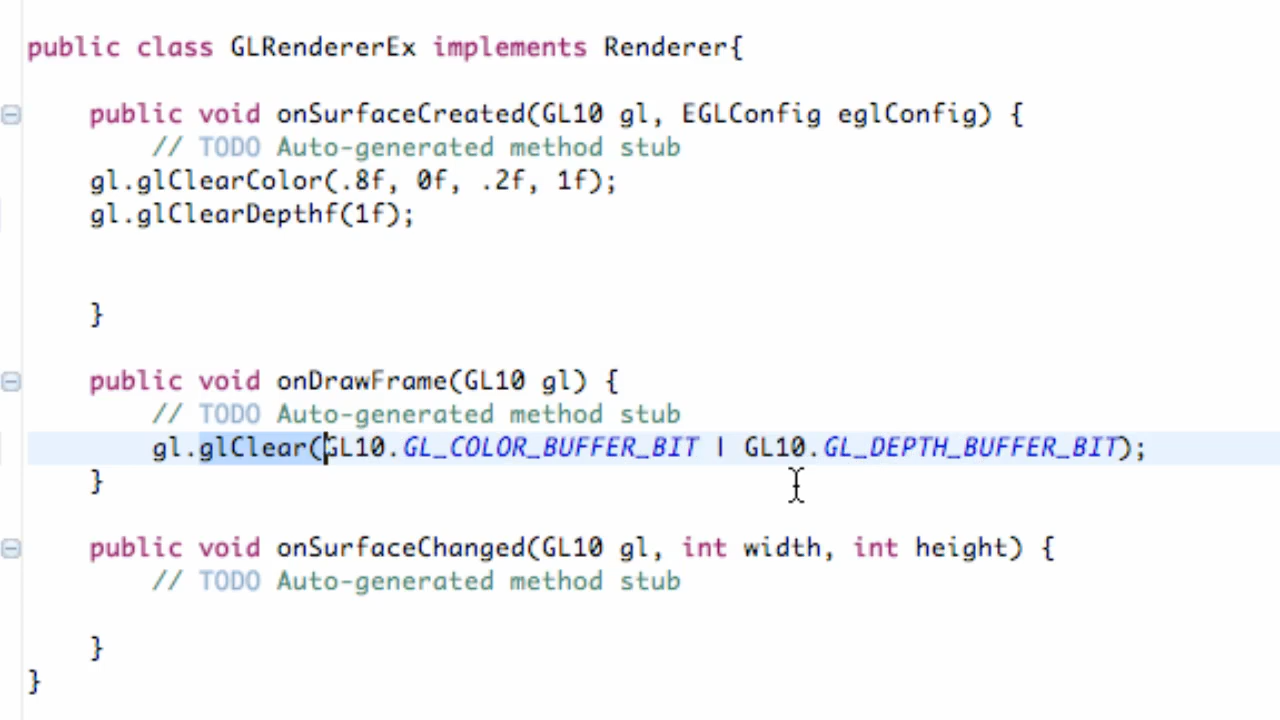 public class GLRendererEx implements Renderer{
public void onSurfaceCreated(GL10 gl, EGLConfig eglConfig) {
// TODO Auto-generated method stub
gl.glClearColor(.8f, 0f, .2f, 1f);
gl.glClearDepthf(1f);
}
public void onDrawFrame(GL10 gl) {
// TODO Auto-generated method stub
gl.glClear(GL10.GL_COLOR_BUFFER_BIT | GL10.GL_DEPTH_BUFFER_BIT);
}
public void onSurfaceChanged(GL10 gl, int width, int height) {
// TODO Auto-generated method stub
}
}